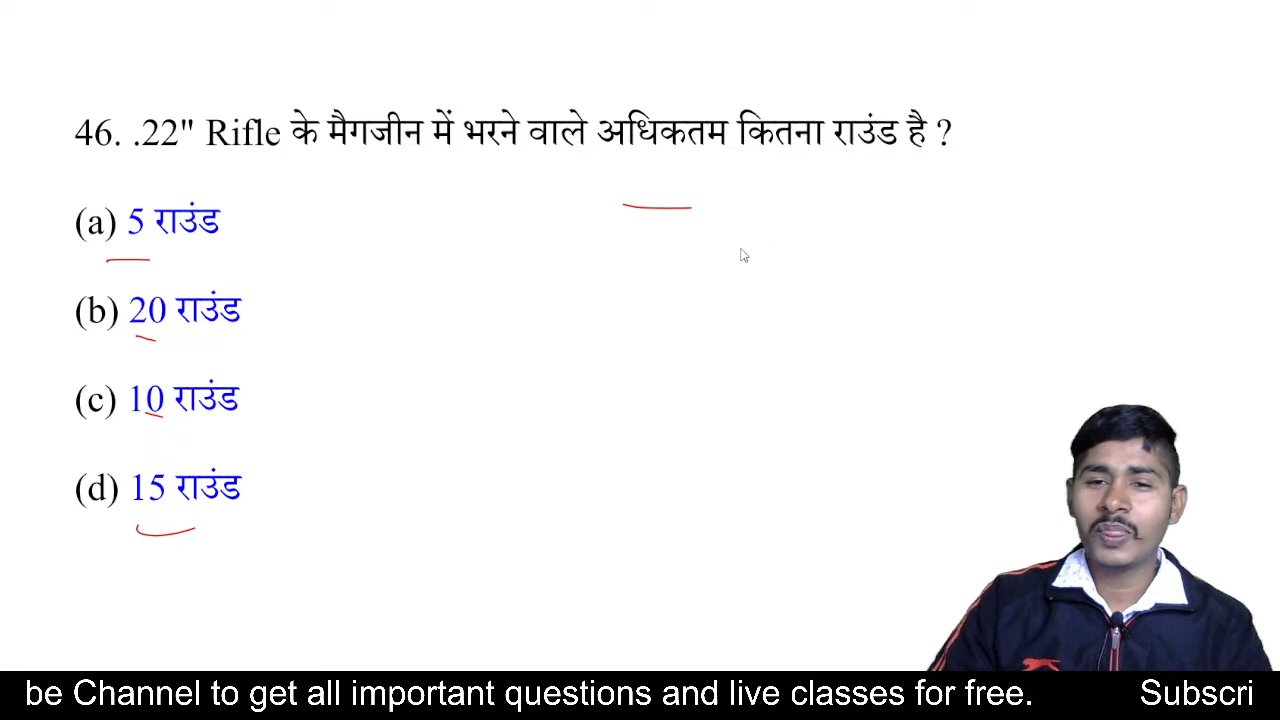 46. .22" Rifle के मैगजीन में भरने वाले अधिकतम कितना राउंड है ?
(a) 5 राउंड
(b) 20 राउंड
(c) 10 राउंड
(d) 15 राउंड
be Channel to get all important questions and live classes for free. Subscri